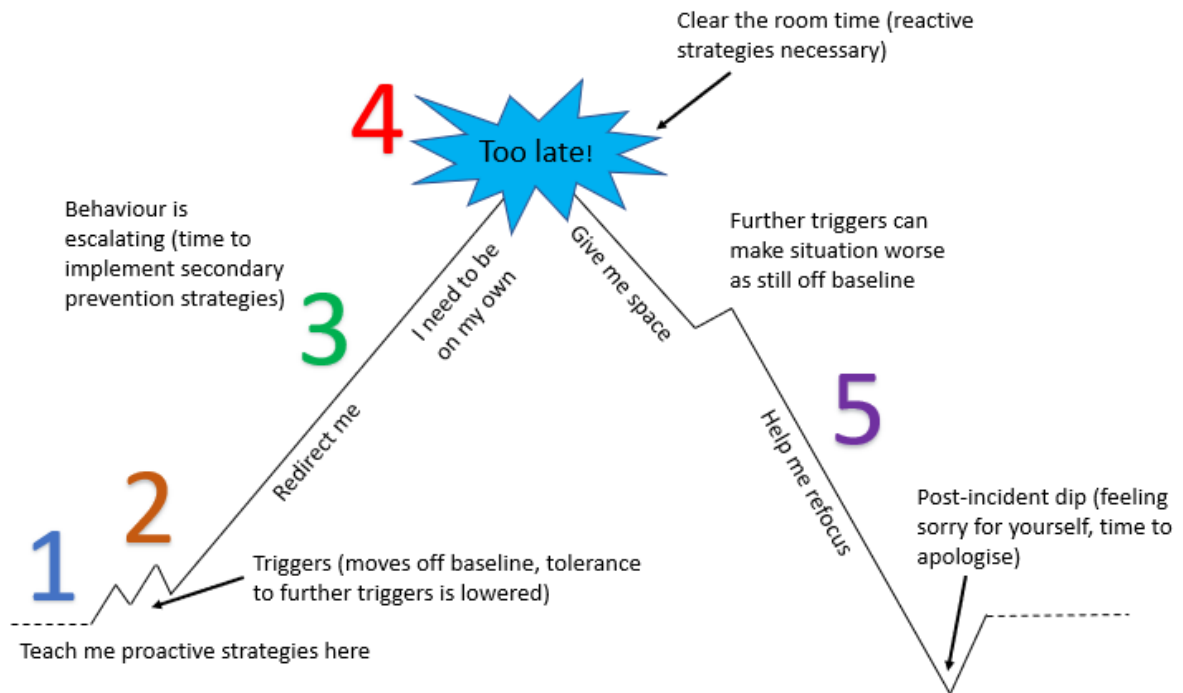 Clear the room time (reactive
strategies necessary)
4
Too late!
Behaviour is
escalating (time to
implement secondary
prevention strategies)
3
Redirect me
I need to be
on my own
Give me space
Further triggers can
make situation worse
as still off baseline
5
Help me refocus
2
1
Triggers (moves off baseline, tolerance
to further triggers is lowered)
Teach me proactive strategies here
Post-incident dip (feeling
sorry for yourself, time to
apologise)